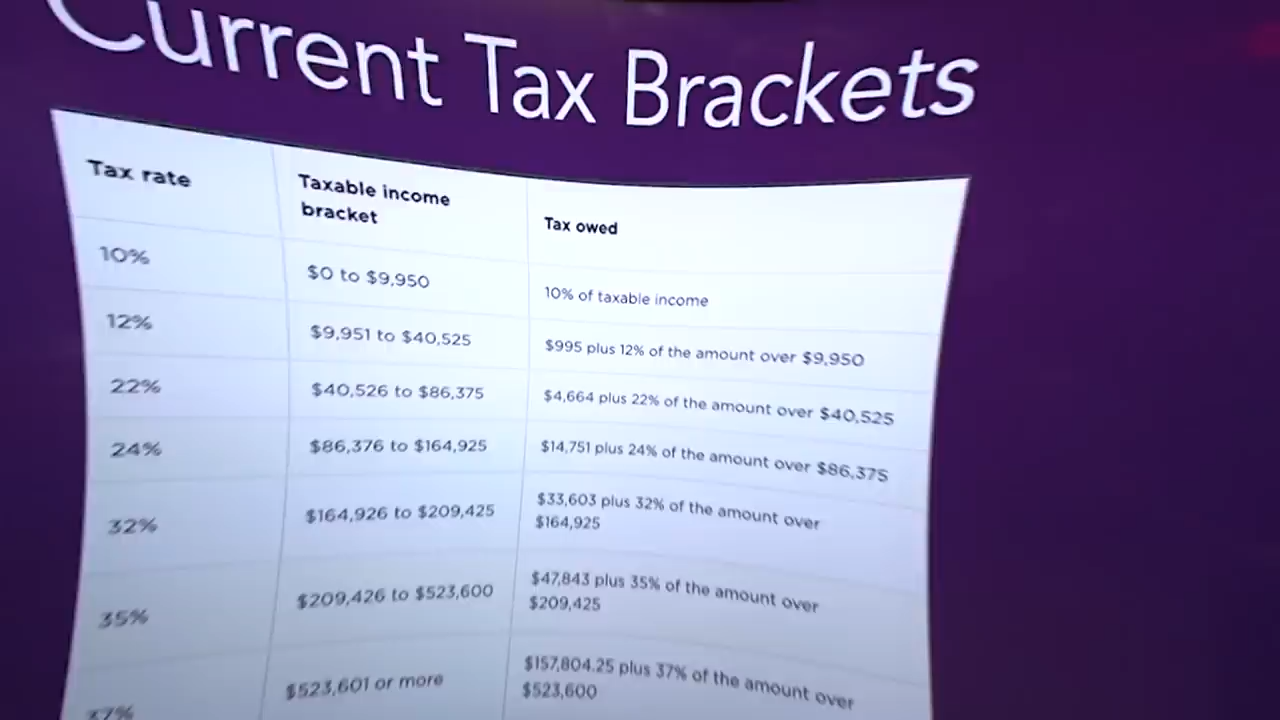 Current Tax Brackets
Tax rate
Taxable income
bracket
Tax owed
10%
$0 to $9,950
10% of taxable income
12%
$9,951 to $40,525
$995 plus 12% of the amount over $9,950
22%
$40,526 to $86,375
$4,664 plus 22% of the amount over $40,525
24%
$86,376 to $164,925
$14,751 plus 24% of the amount over $86,375
32%
$164,926 to $209,425
$33,603 plus 32% of the amount over
$164,925
35%
$209,426 to $523,600
$47,843 plus 35% of the amount over
$209,425
37%
$523,601 or more
$157,804.25 plus 37% of the amount over
$523,600